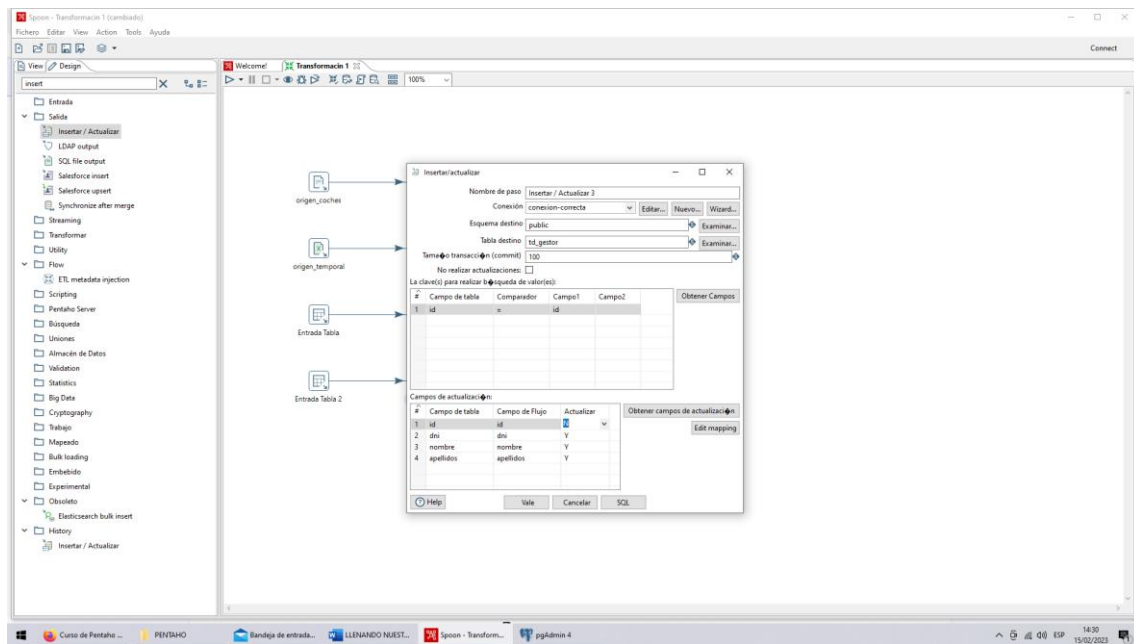 Spoon - Transformacin 1 (cambiado)
Fichero Editar View Action Tools Ayuda
Connect
View Design
Welcome! Transformacin 1
insert
100%
Entrada
Salida
Insertar / Actualizar
LDAP output
SQL file output
Salesforce insert
Salesforce upsert
Synchronize after merge
Streaming
Transformar
Utility
Flow
ETL metadata injection
Scripting
Pentaho Server
Búsqueda
Uniones
Almacén de Datos
Validation
Statistics
Big Data
Cryptography
Trabajo
Mapeado
Bulk loading
Embebido
Experimental
Obsoleto
Elasticsearch bulk insert
History
Insertar / Actualizar
origen_coches
origen_temporal
Entrada Tabla
Entrada Tabla 2
Insertar/actualizar
Nombre de paso Insertar / Actualizar 3
Conexión conexion-correcta Editar... Nuevo... Wizard...
Esquema destino public Examinar...
Tabla destino td_gestor Examinar...
Tama�o transacci�n (commit) 100
No realizar actualizaciones:
La clave(s) para realizar b�squeda de valor(es):
# Campo de tabla Comparador Campo1 Campo2 Obtener Campos
1 id = id
Campos de actualizaci�n:
# Campo de tabla Campo de Flujo Actualizar Obtener campos de actualizaci�n
1 id id N Edit mapping
2 dni dni Y
3 nombre nombre Y
4 apellidos apellidos Y
Help Vale Cancelar SQL
Curso de Pentaho ... PENTAHO Bandeja de entrada... LLENANDO NUEST... Spoon - Transform... pgAdmin 4 ESP 14:30
15/02/2023